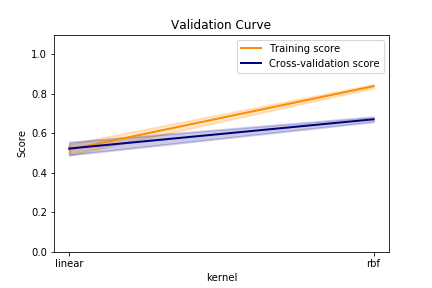 Validation Curve
Training score
Cross-validation score
Score
1.0
0.8
0.6
0.4
0.2
0.0
linear
rbf
kernel